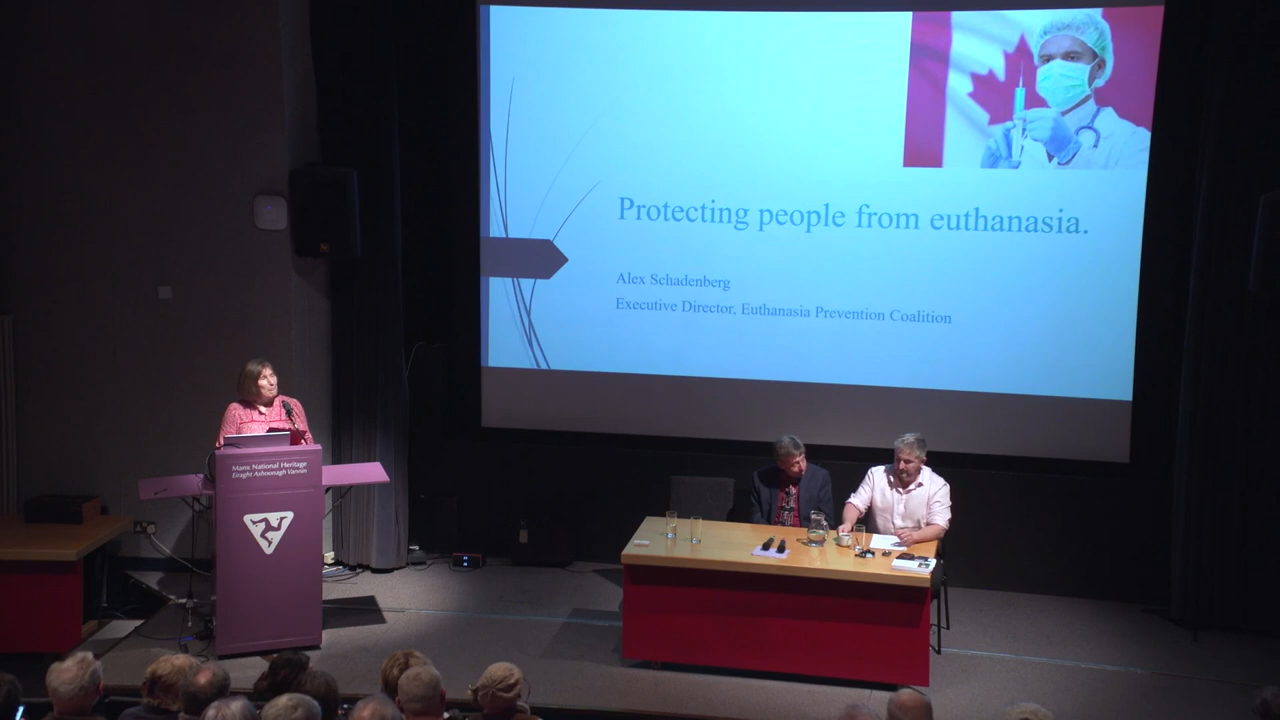 Protecting people from euthanasia.
Alex Schadenberg
Executive Director, Euthanasia Prevention Coalition
Manx National Heritage
Eiraght Ashoonagh Vannin